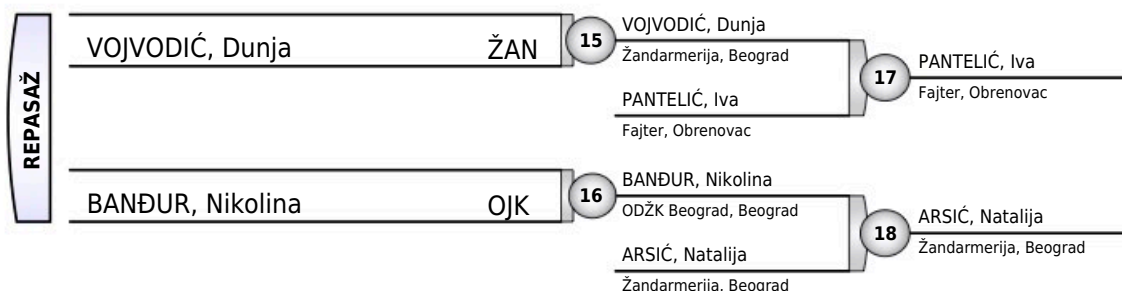 REPASAŽ
VOJVODIĆ, Dunja ŽAN
15
VOJVODIĆ, Dunja
Žandarmerija, Beograd
PANTELIĆ, Iva
Fajter, Obrenovac
17
PANTELIĆ, Iva
Fajter, Obrenovac
BANĐUR, Nikolina OJK
16
BANĐUR, Nikolina
ODŽK Beograd, Beograd
ARSIĆ, Natalija
Žandarmerija, Beograd
18
ARSIĆ, Natalija
Žandarmerija, Beograd